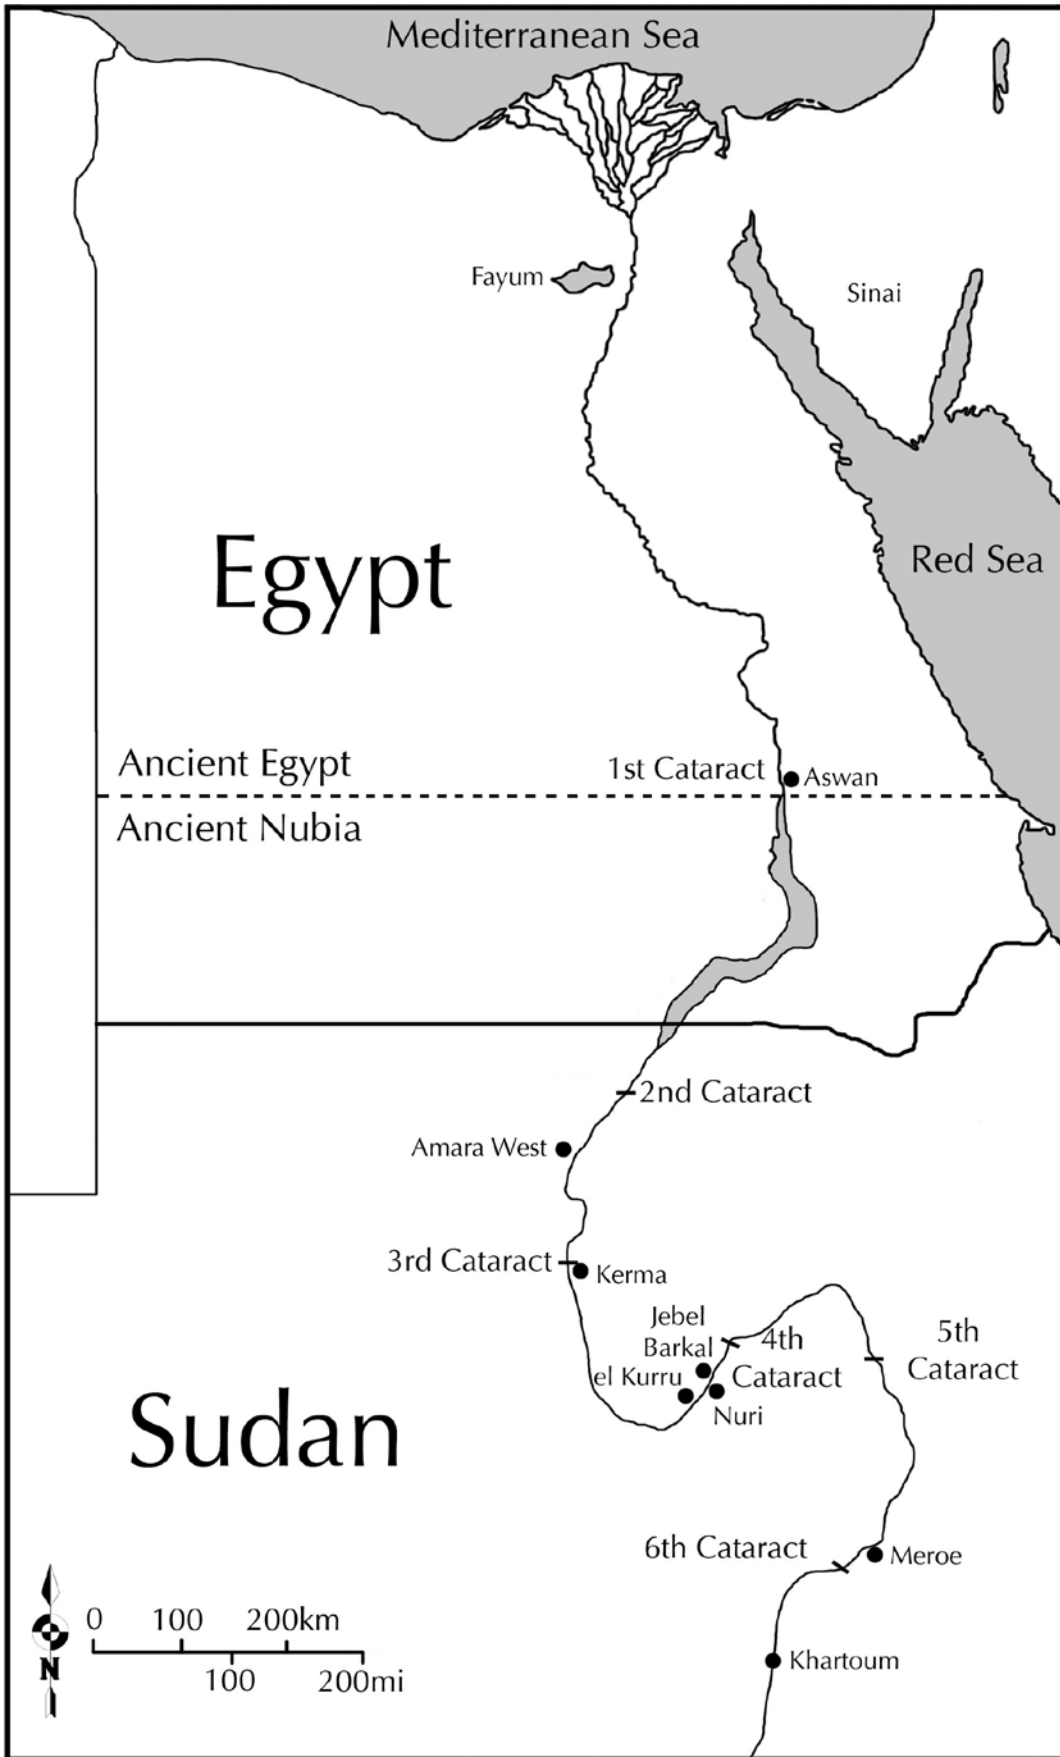 Mediterranean Sea
Fayum
Sinai
Egypt
Red Sea
Ancient Egypt
1st Cataract
Aswan
Ancient Nubia
2nd Cataract
Amara West
3rd Cataract
Kerma
Jebel
Barkal
4th
Cataract
5th
Cataract
el Kurru
Nuri
Sudan
6th Cataract
Meroe
0 100 200km
N
100 200mi
Khartoum